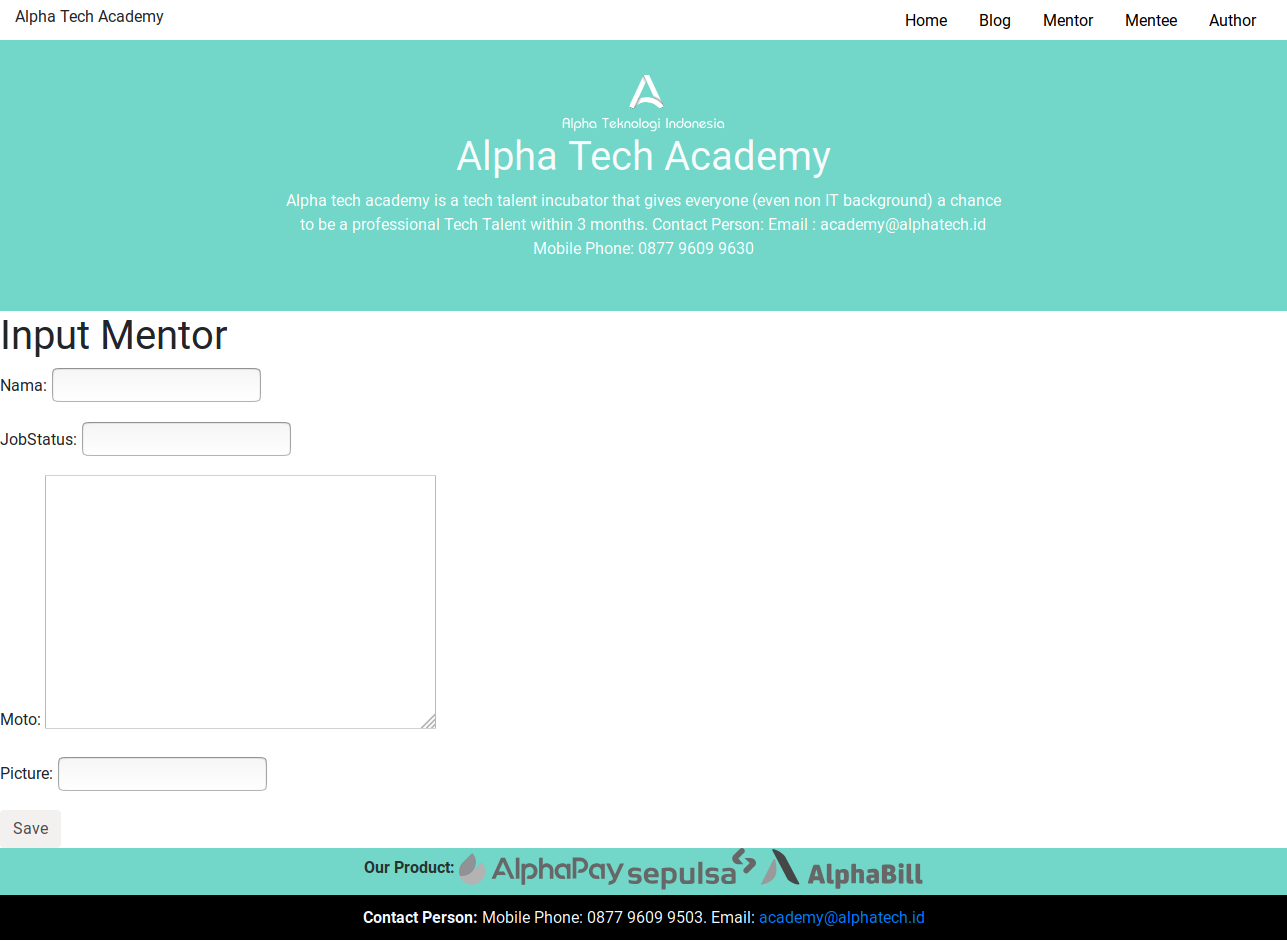 Alpha Tech Academy
Home Blog Mentor Mentee Author
Alpha Teknologi Indonesia
Alpha Tech Academy
Alpha tech academy is a tech talent incubator that gives everyone (even non IT background) a chance
to be a professional Tech Talent within 3 months. Contact Person: Email : academy@alphatech.id
Mobile Phone: 0877 9609 9630
Input Mentor
Nama:
JobStatus:
Moto:
Picture:
Save
Our Product: AlphaPay sepulsa AlphaBill
Contact Person: Mobile Phone: 0877 9609 9503. Email: academy@alphatech.id